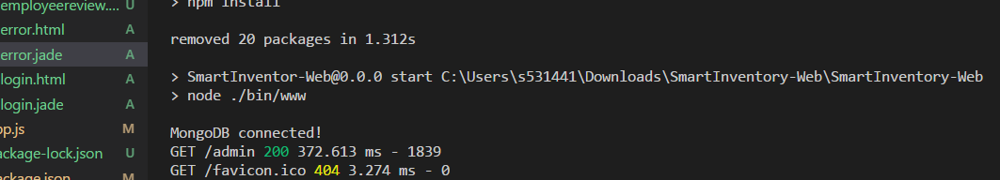 employeereview.... U
error.html A
error.jade A
login.html A
login.jade A
pp.js M
ackage-lock.json U
ackage.json M
> npm install
removed 20 packages in 1.312s
> SmartInventor-Web@0.0.0 start C:\Users\s531441\Downloads\SmartInventory-Web\SmartInventory-Web
> node ./bin/www
MongoDB connected!
GET /admin 200 372.613 ms - 1839
GET /favicon.ico 404 3.274 ms - 0